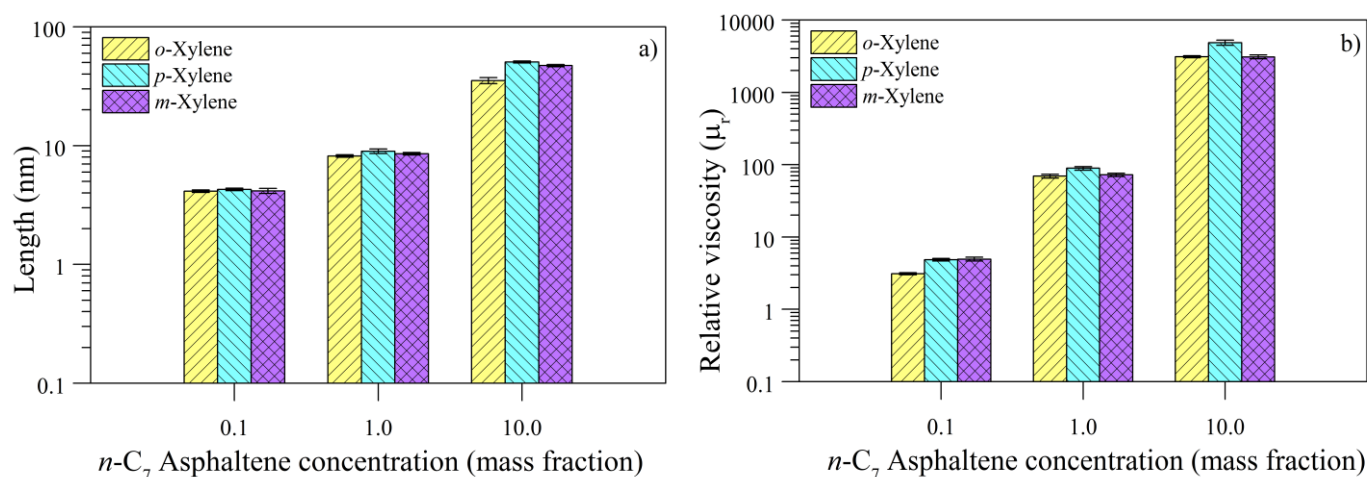 a)
100
10
1
0.1
Length (nm)
o-Xylene
p-Xylene
m-Xylene
0.1 1.0 10.0
n-C₇ Asphaltene concentration (mass fraction)
b)
10000
1000
100
10
1
0.1
Relative viscosity (μᵣ)
o-Xylene
p-Xylene
m-Xylene
0.1 1.0 10.0
n-C₇ Asphaltene concentration (mass fraction)